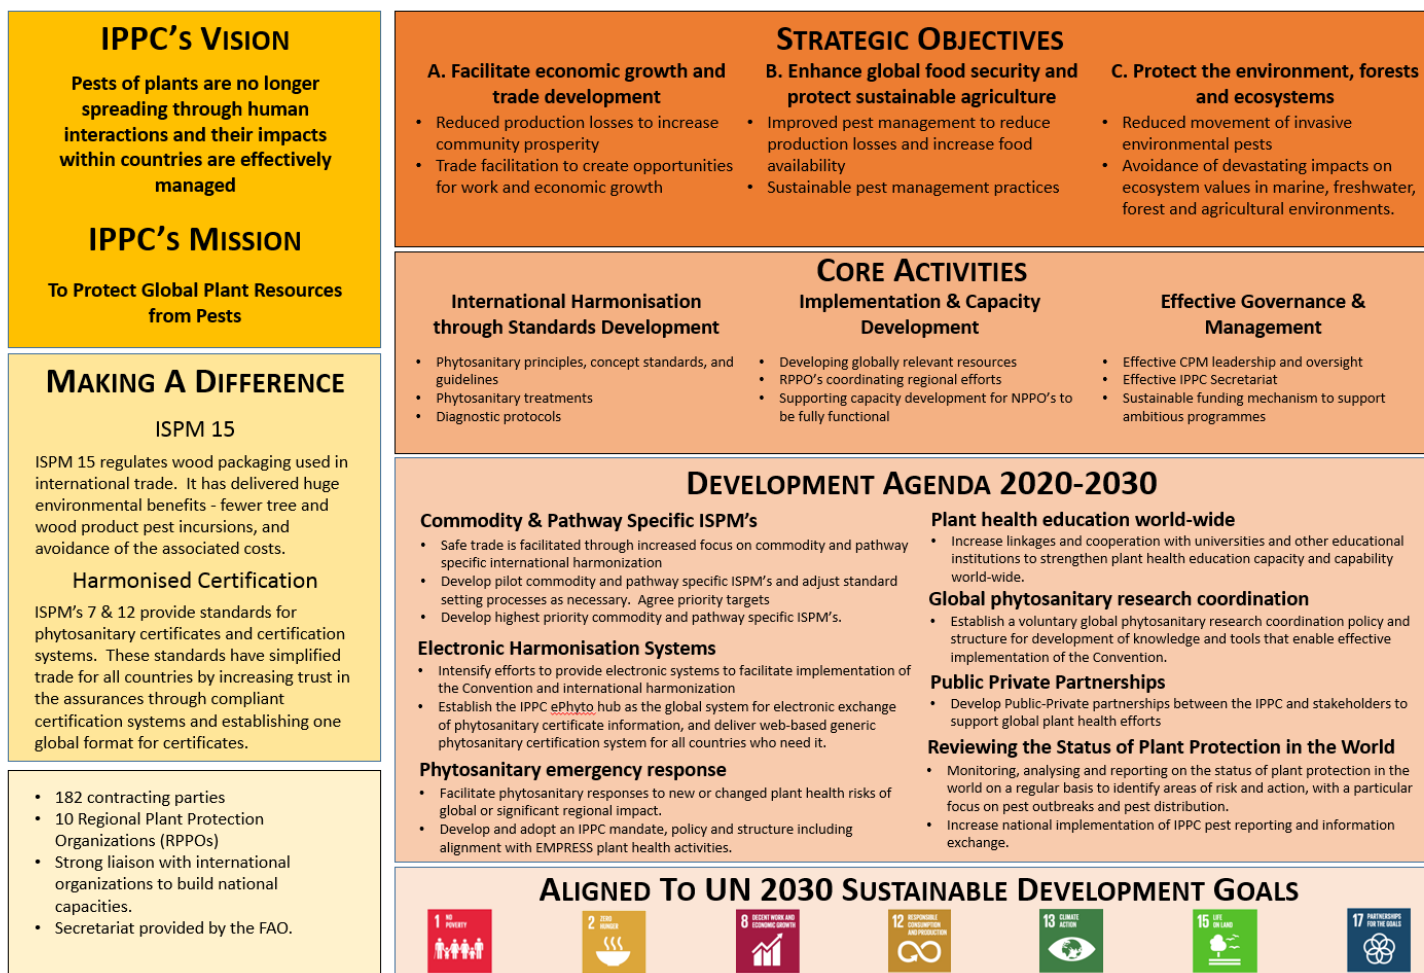 IPPC's Vision
Pests of plants are no longer
spreading through human
interactions and their impacts
within countries are effectively
managed
IPPC's Mission
To Protect Global Plant Resources
from Pests
Making A Difference
ISPM 15
ISPM 15 regulates wood packaging used in
international trade. It has delivered huge
environmental benefits - fewer tree and
wood product pest incursions, and
avoidance of the associated costs.
Harmonised Certification
ISPM's 7 & 12 provide standards for
phytosanitary certificates and certification
systems. These standards have simplified
trade for all countries by increasing trust in
the assurances through compliant
certification systems and establishing one
global format for certificates.
• 182 contracting parties
• 10 Regional Plant Protection
Organizations (RPPOs)
• Strong liaison with international
organizations to build national
capacities.
• Secretariat provided by the FAO.
Strategic Objectives
A. Facilitate economic growth and
trade development
• Reduced production losses to increase
community prosperity
• Trade facilitation to create opportunities
for work and economic growth
B. Enhance global food security and
protect sustainable agriculture
• Improved pest management to reduce
production losses and increase food
availability
• Sustainable pest management practices
C. Protect the environment, forests
and ecosystems
• Reduced movement of invasive
environmental pests
• Avoidance of devastating impacts on
ecosystem values in marine, freshwater,
forest and agricultural environments.
Core Activities
International Harmonisation
through Standards Development
• Phytosanitary principles, concept standards, and
guidelines
• Phytosanitary treatments
• Diagnostic protocols
Implementation & Capacity
Development
• Developing globally relevant resources
• RPPO's coordinating regional efforts
• Supporting capacity development for NPPO's to
be fully functional
Effective Governance &
Management
• Effective CPM leadership and oversight
• Effective IPPC Secretariat
• Sustainable funding mechanism to support
ambitious programmes
Development Agenda 2020-2030
Commodity & Pathway Specific ISPM's
• Safe trade is facilitated through increased focus on commodity and pathway
specific international harmonization
• Develop pilot commodity and pathway specific ISPM's and adjust standard
setting processes as necessary. Agree priority targets
• Develop highest priority commodity and pathway specific ISPM's.
Electronic Harmonisation Systems
• Intensify efforts to provide electronic systems to facilitate implementation of
the Convention and international harmonization
• Establish the IPPC ePhyto hub as the global system for electronic exchange
of phytosanitary certificate information, and deliver web-based generic
phytosanitary certification system for all countries who need it.
Phytosanitary emergency response
• Facilitate phytosanitary responses to new or changed plant health risks of
global or significant regional impact.
• Develop and adopt an IPPC mandate, policy and structure including
alignment with EMPRESS plant health activities.
Plant health education world-wide
• Increase linkages and cooperation with universities and other educational
institutions to strengthen plant health education capacity and capability
world-wide.
Global phytosanitary research coordination
• Establish a voluntary global phytosanitary research coordination policy and
structure for development of knowledge and tools that enable effective
implementation of the Convention.
Public Private Partnerships
• Develop Public-Private partnerships between the IPPC and stakeholders to
support global plant health efforts
Reviewing the Status of Plant Protection in the World
• Monitoring, analysing and reporting on the status of plant protection in the
world on a regular basis to identify areas of risk and action, with a particular
focus on pest outbreaks and pest distribution.
• Increase national implementation of IPPC pest reporting and information
exchange.
Aligned To UN 2030 Sustainable Development Goals
1 NO
POVERTY
2 ZERO
HUNGER
8 DECENT WORK AND
ECONOMIC GROWTH
12 RESPONSIBLE
CONSUMPTION
AND PRODUCTION
13 CLIMATE
ACTION
15 LIFE
ON LAND
17 PARTNERSHIPS
FOR THE GOALS